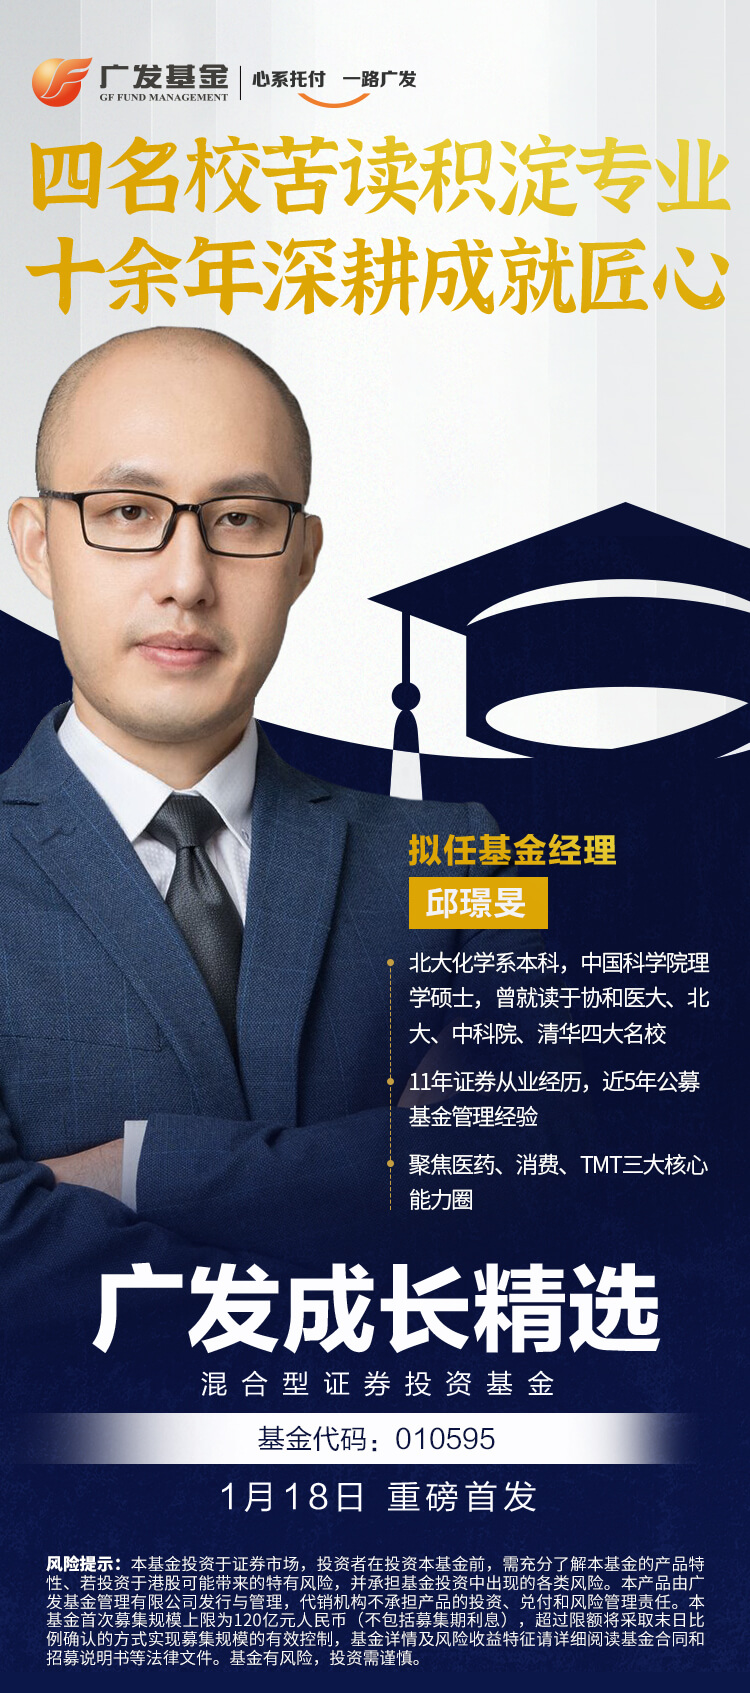 广发基金
GF FUND MANAGEMENT
心系托付 一路广发
四名校苦读积淀专业
十余年深耕成就匠心
拟任基金经理
邱璟旻
北大化学系本科，中国科学院理
学硕士，曾就读于协和医大、北
大、中科院、清华四大名校
11年证券从业经历，近5年公募
基金管理经验
聚焦医药、消费、TMT三大核心
能力圈
广发成长精选
混合型证券投资基金
基金代码：010595
1月18日 重磅首发
风险提示：本基金投资于证券市场，投资者在投资本基金前，需充分了解本基金的产品特
性、若投资于港股可能带来的特有风险，并承担基金投资中出现的各类风险。本产品由广
发基金管理有限公司发行与管理，代销机构不承担产品的投资、兑付和风险管理责任。本
基金首次募集规模上限为120亿元人民币（不包括募集期利息），超过限额将采取末日比
例确认的方式实现募集规模的有效控制，基金详情及风险收益特征请详细阅读基金合同和
招募说明书等法律文件。基金有风险，投资需谨慎。